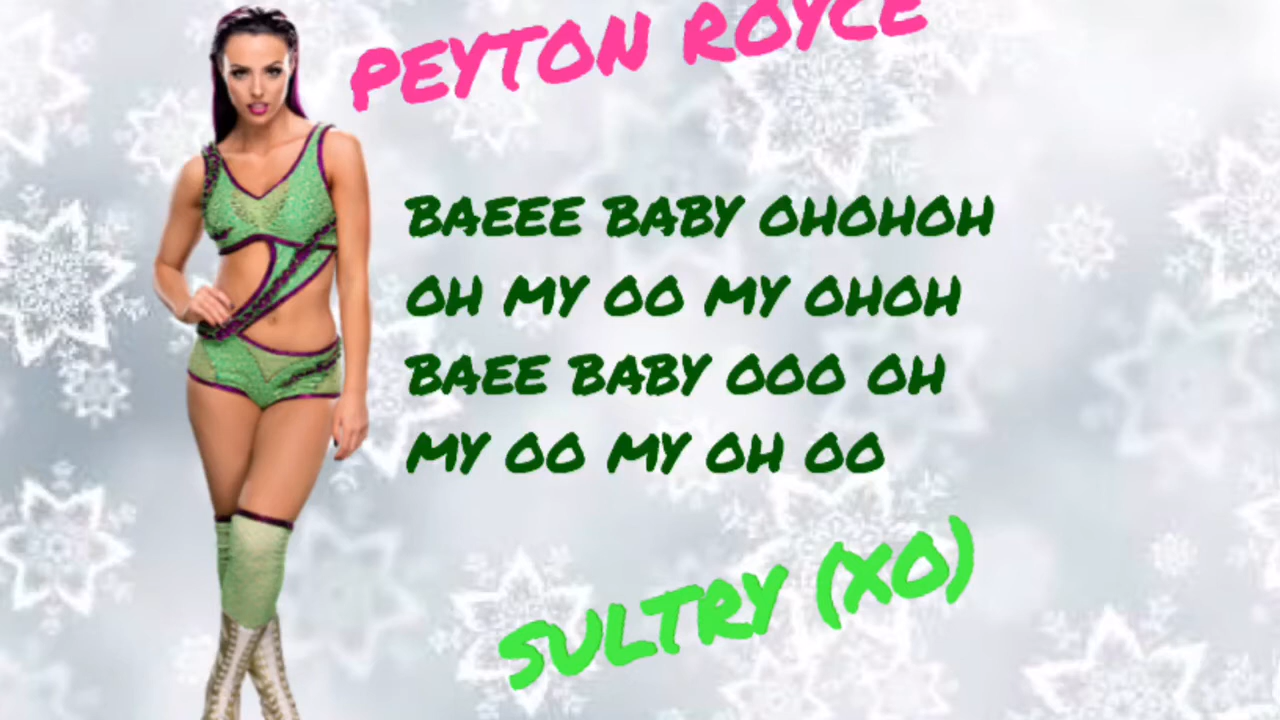 PEYTON ROYCE
BAEEE BABY OHOHOH
OH MY OO MY OHOH
BAEE BABY OOO OH
MY OO MY OH OO
SULTRY (XO)